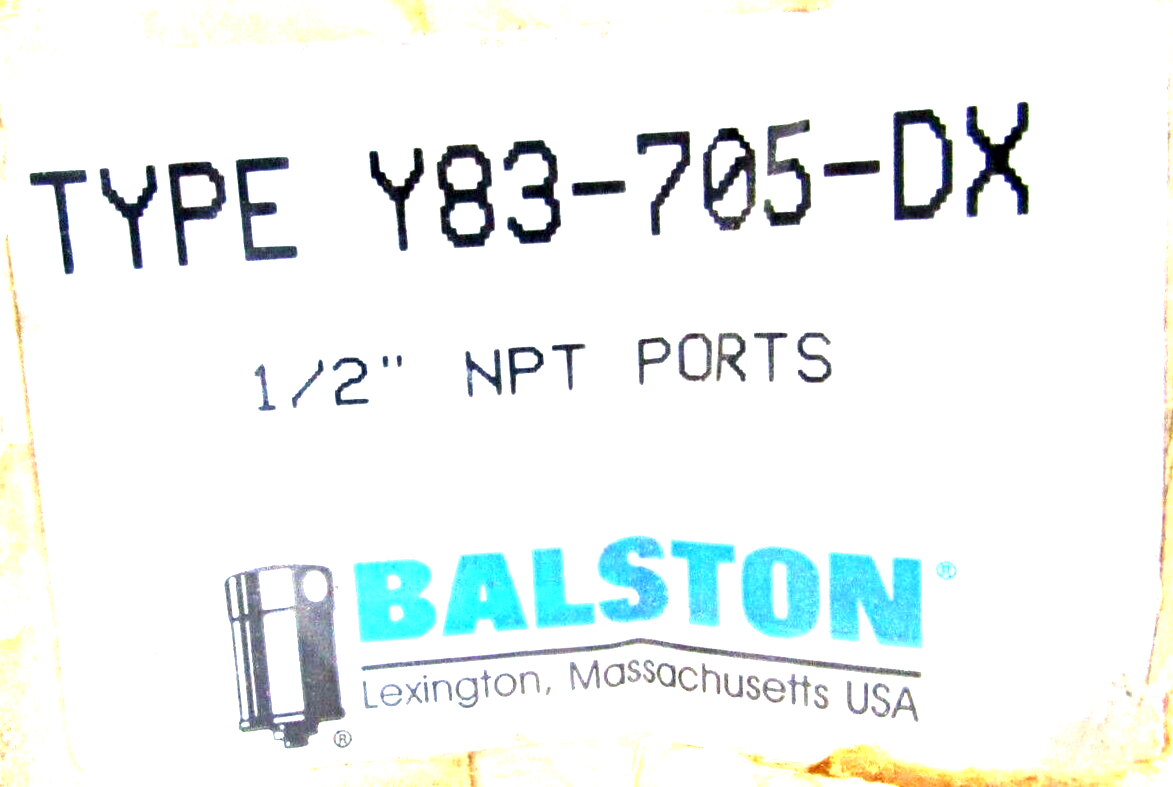 TYPE Y83-705-DX
1/2" NPT PORTS
BALSTON®
Lexington, Massachusetts USA
®